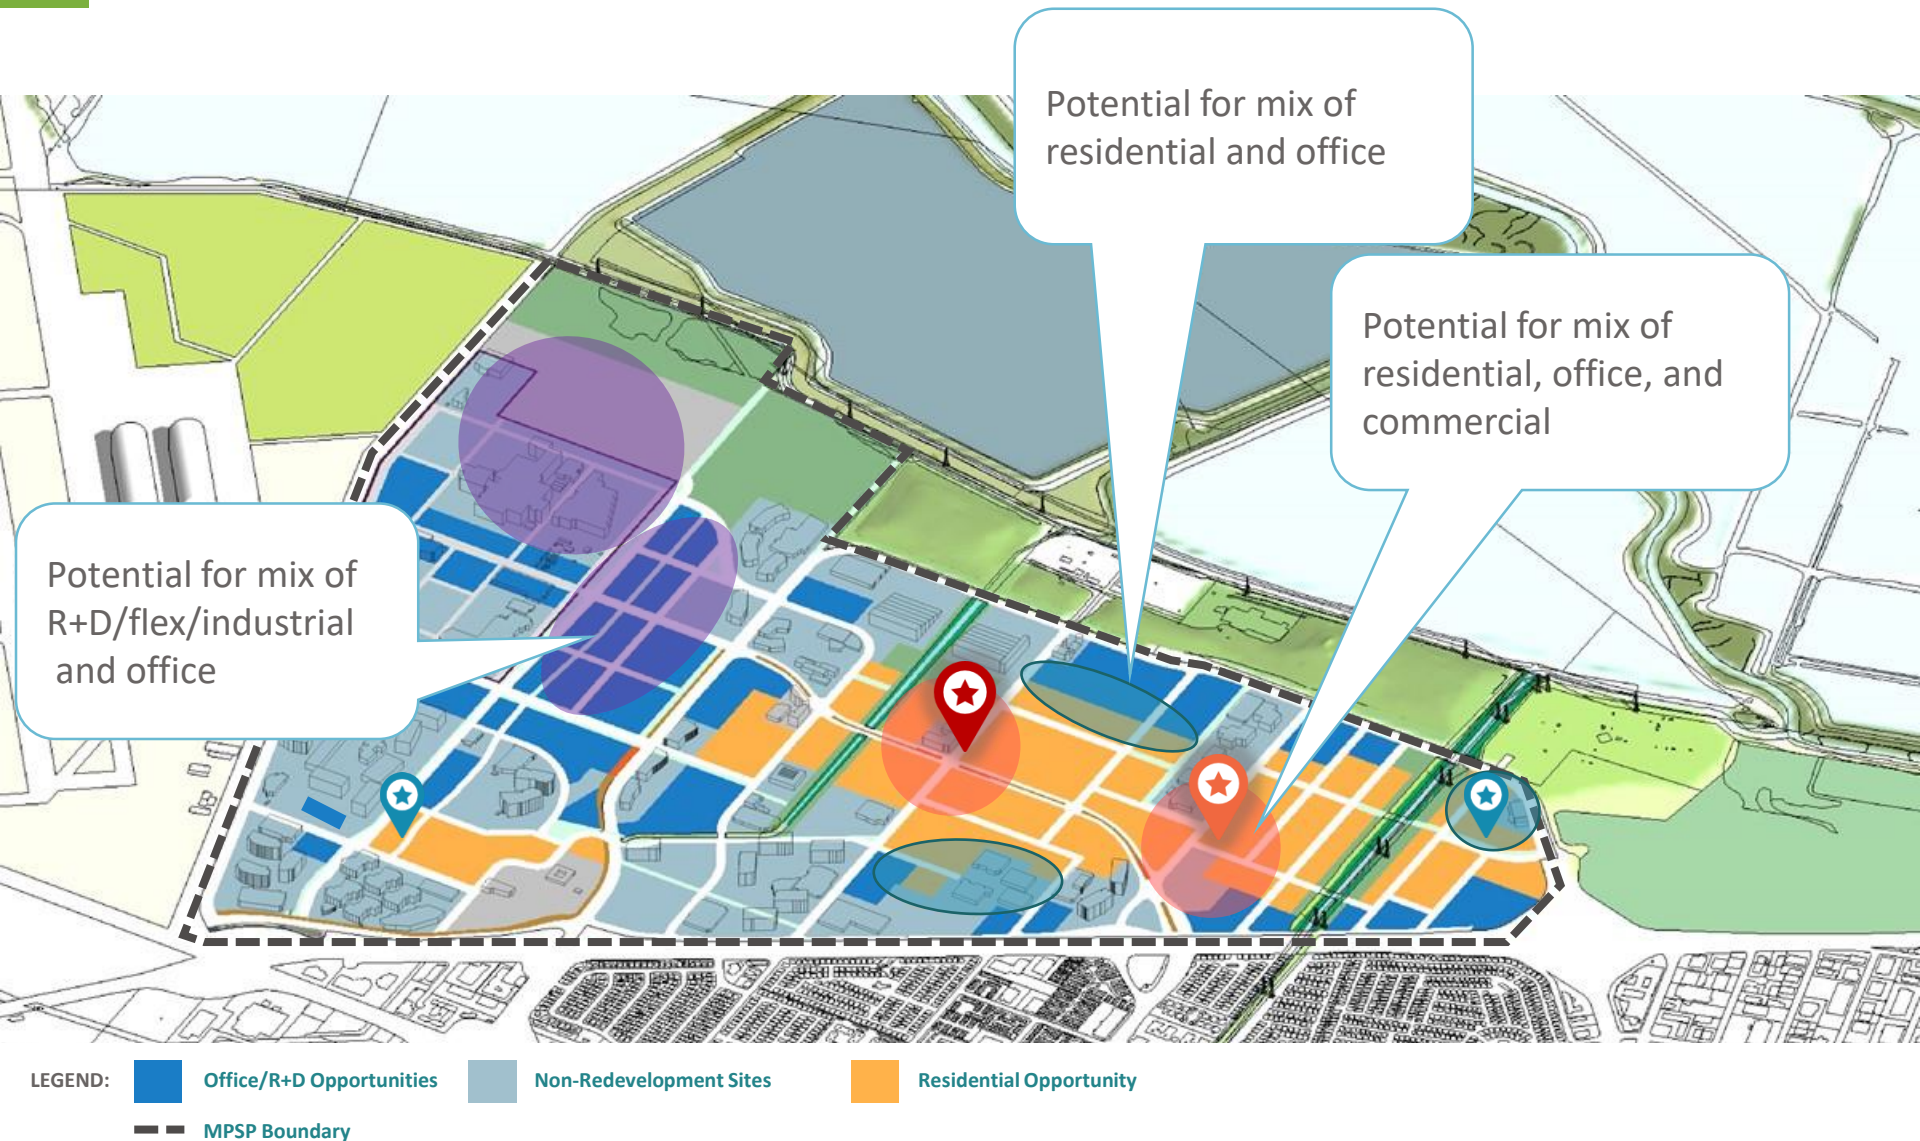 Potential for mix of
residential and office
Potential for mix of
residential, office, and
commercial
Potential for mix of
R+D/flex/industrial
and office
LEGEND:
Office/R+D Opportunities
Non-Redevelopment Sites
Residential Opportunity
MPSP Boundary